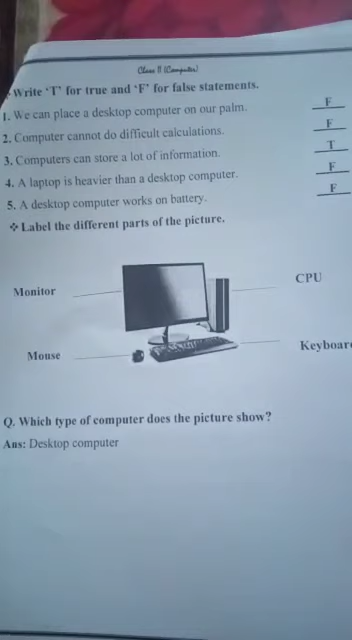 Class II (Computer)
Write 'T' for true and 'F' for false statements.
1. We can place a desktop computer on our palm. F
2. Computer cannot do difficult calculations. F
3. Computers can store a lot of information. T
4. A laptop is heavier than a desktop computer. F
5. A desktop computer works on battery. F
❖ Label the different parts of the picture.
Monitor CPU
Mouse Keyboar
Q. Which type of computer does the picture show?
Ans: Desktop computer